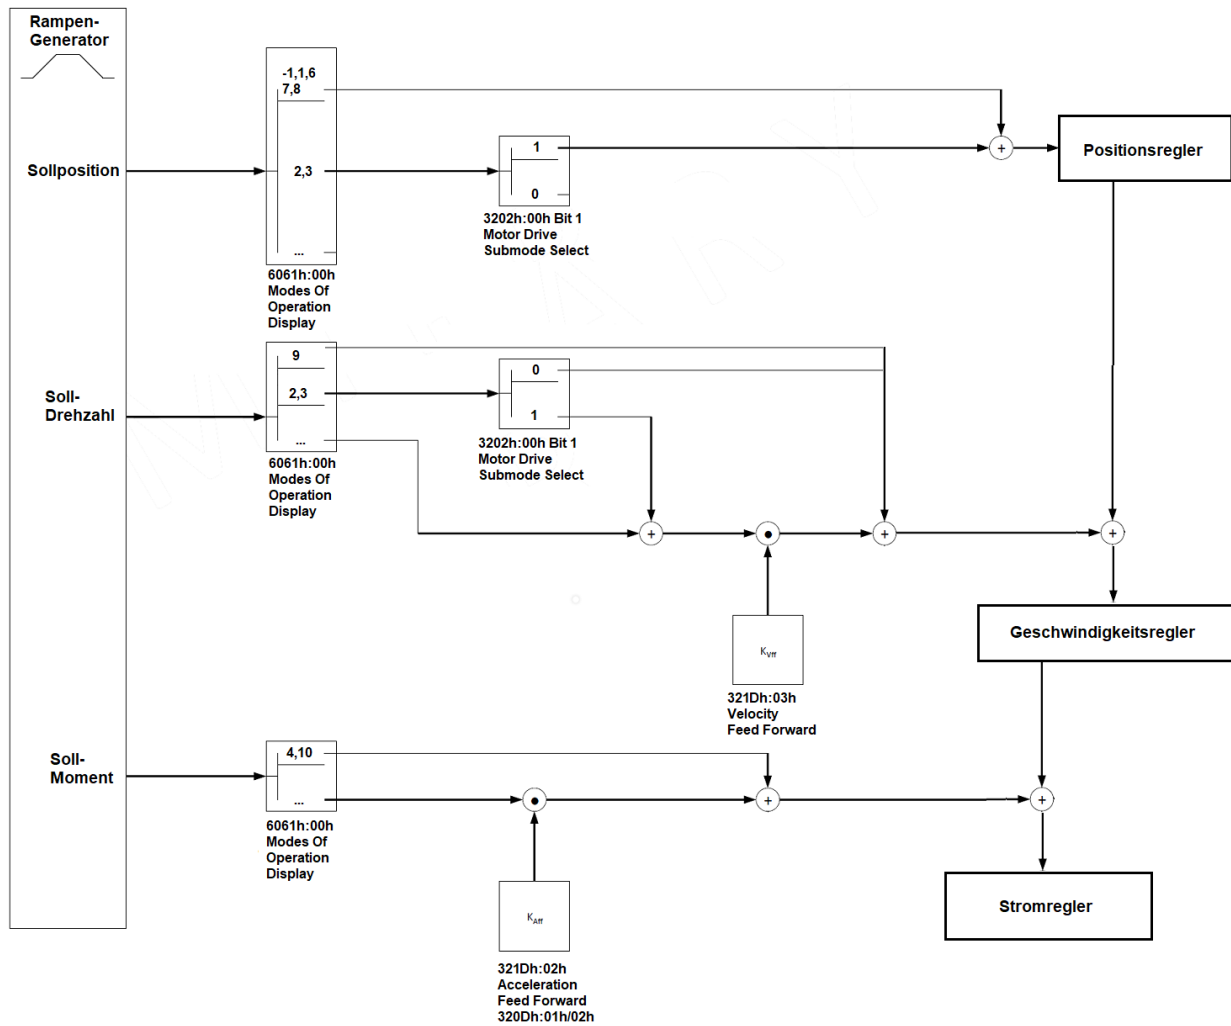 Rampen-
Generator
-1,1,6
7,8
Sollposition
2,3
...
6061h:00h
Modes Of
Operation
Display
1
0
3202h:00h Bit 1
Motor Drive
Submode Select
+
Positionsregler
Soll-
Drehzahl
9
2,3
...
6061h:00h
Modes Of
Operation
Display
0
1
3202h:00h Bit 1
Motor Drive
Submode Select
+
+
+
KVff
321Dh:03h
Velocity
Feed Forward
Geschwindigkeitsregler
Soll-
Moment
4,10
...
6061h:00h
Modes Of
Operation
Display
+
+
KAff
321Dh:02h
Acceleration
Feed Forward
320Dh:01h/02h
Stromregler